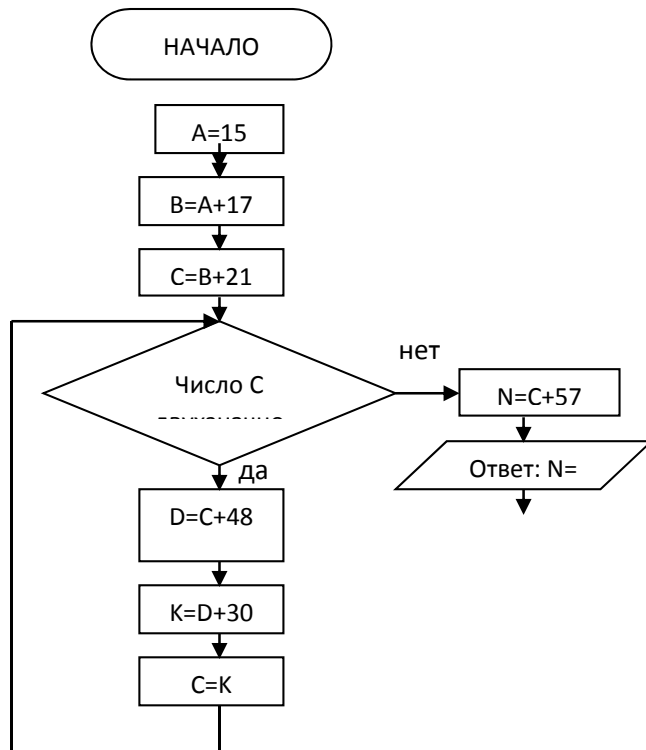 НАЧАЛО
A=15
B=A+17
C=B+21
нет
Число C
N=C+57
Ответ: N=
да
D=C+48
K=D+30
C=K